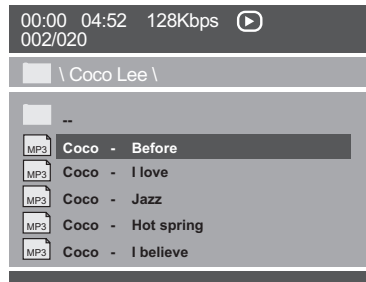 00:00 04:52 128Kbps
002/020
\ Coco Lee \
--
MP3 Coco - Before
MP3 Coco - I love
MP3 Coco - Jazz
MP3 Coco - Hot spring
MP3 Coco - I believe